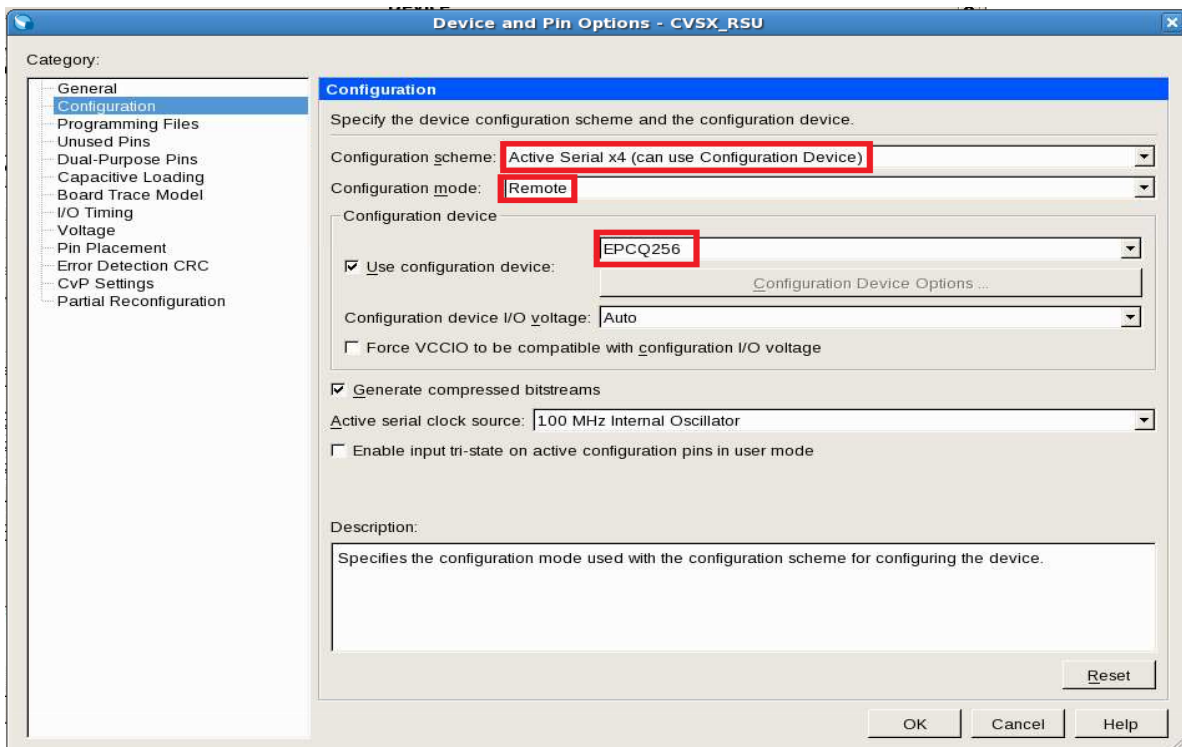 Device and Pin Options - CVSX_RSU
Category:
General
Configuration
Programming Files
Unused Pins
Dual-Purpose Pins
Capacitive Loading
Board Trace Model
I/O Timing
Voltage
Pin Placement
Error Detection CRC
CvP Settings
Partial Reconfiguration
Configuration
Specify the device configuration scheme and the configuration device.
Configuration scheme: Active Serial x4 (can use Configuration Device)
Configuration mode: Remote
Configuration device
EPCQ256
Use configuration device:
Configuration Device Options ...
Configuration device I/O voltage: Auto
Force VCCIO to be compatible with configuration I/O voltage
Generate compressed bitstreams
Active serial clock source: 100 MHz Internal Oscillator
Enable input tri-state on active configuration pins in user mode
Description:
Specifies the configuration mode used with the configuration scheme for configuring the device.
Reset
OK Cancel Help